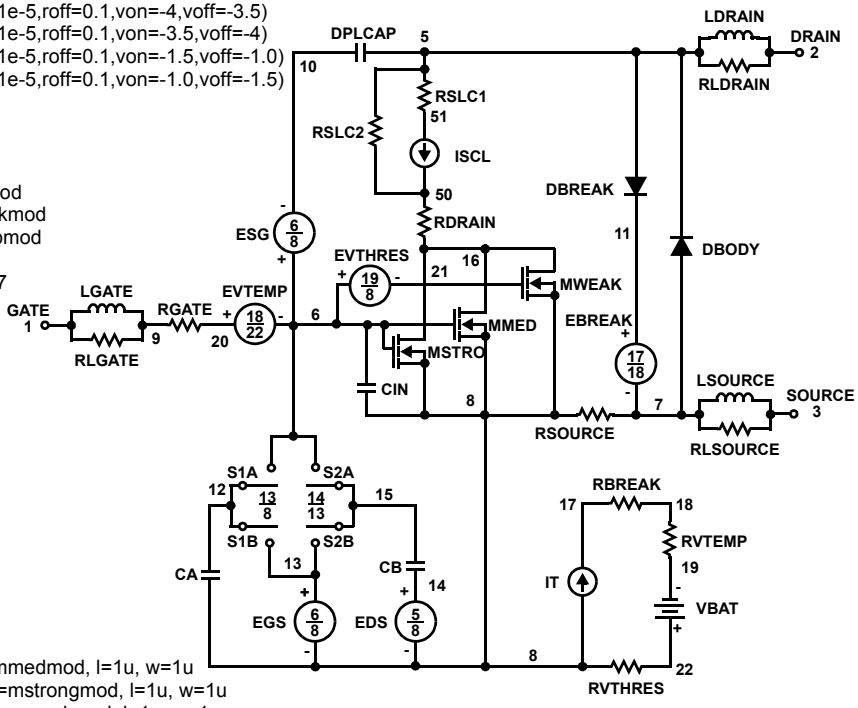 1e-5,roff=0.1,von=-4,voff=-3.5)
1e-5,roff=0.1,von=-3.5,voff=-4)
1e-5,roff=0.1,von=-1.5,voff=-1.0)
1e-5,roff=0.1,von=-1.0,voff=-1.5)
LDRAIN
DPLCAP 5 DRAIN
10 2
RLDRAIN
RSLC1
51
RSLC2
ISCL
od
kmod
omod
7
50
DBREAK
RDRAIN
11
ESG 6 8
- +
DBODY
EVTHRES
16
21
+ 19 8 -
MWEAK
LGATE
EVTEMP
GATE
1
RGATE + 18 22 - 6
9 20
RLGATE
MMED
EBREAK
+
MSTRO
17 18
-
CIN
8
LSOURCE
7 SOURCE
3
RSOURCE
RLSOURCE
S1A S2A
12 13 8 14 13 15
S1B S2B
13
CA
CB
14
+ +
EGS 6 8 EDS 5 8
- -
RBREAK
17 18
RVTEMP
19
IT
-
VBAT
+
8 22
RVTHRES
mmedmod, l=1u, w=1u
=mstrongmod, l=1u, w=1u